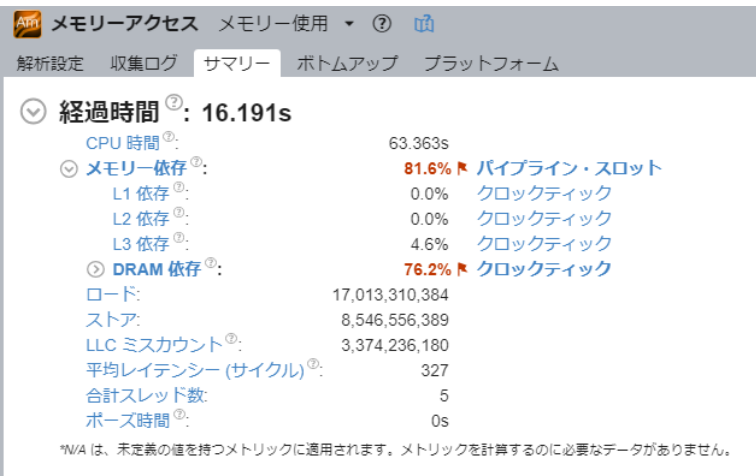 メモリーアクセス メモリー使用
解析設定 収集ログ サマリー ボトムアップ プラットフォーム
経過時間 ?: 16.191s
CPU 時間 ?: 63.363s
メモリー依存 ?: 81.6% パイプライン・スロット
L1 依存 ?: 0.0% クロックティック
L2 依存 ?: 0.0% クロックティック
L3 依存 ?: 4.6% クロックティック
DRAM 依存 ?: 76.2% クロックティック
ロード: 17,013,310,384
ストア: 8,546,556,389
LLC ミスカウント ?: 3,374,236,180
平均レイテンシー (サイクル) ?: 327
合計スレッド数: 5
ポーズ時間 ?: 0s
*N/A は、未定義の値を持つメトリックに適用されます。メトリックを計算するのに必要なデータがありません。